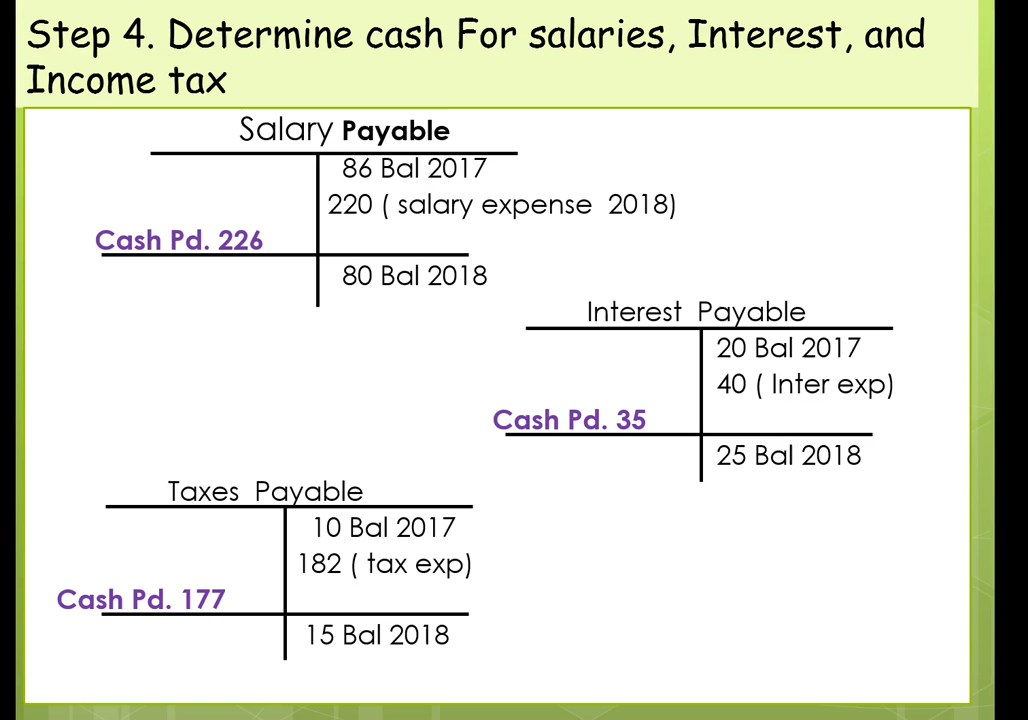 Step 4. Determine cash For salaries, Interest, and
Income tax
Salary Payable
86 Bal 2017
220 ( salary expense 2018)
Cash Pd. 226
80 Bal 2018
Interest Payable
20 Bal 2017
40 ( Inter exp)
Cash Pd. 35
25 Bal 2018
Taxes Payable
10 Bal 2017
182 ( tax exp)
Cash Pd. 177
15 Bal 2018